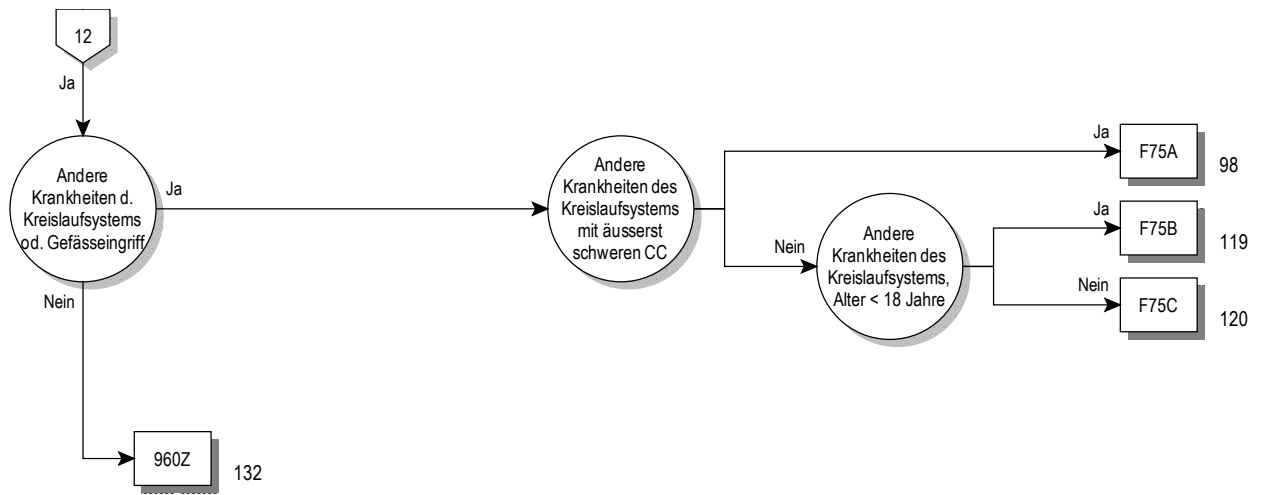 12
Ja
Andere
Krankheiten d.
Kreislaufsystems
od. Gefässeingriff
Ja
Nein
Andere
Krankheiten des
Kreislaufsystems
mit äusserst
schweren CC
Ja
F75A
98
Nein
Andere
Krankheiten des
Kreislaufsystems,
Alter < 18 Jahre
Ja
F75B
119
Nein
F75C
120
960Z
132